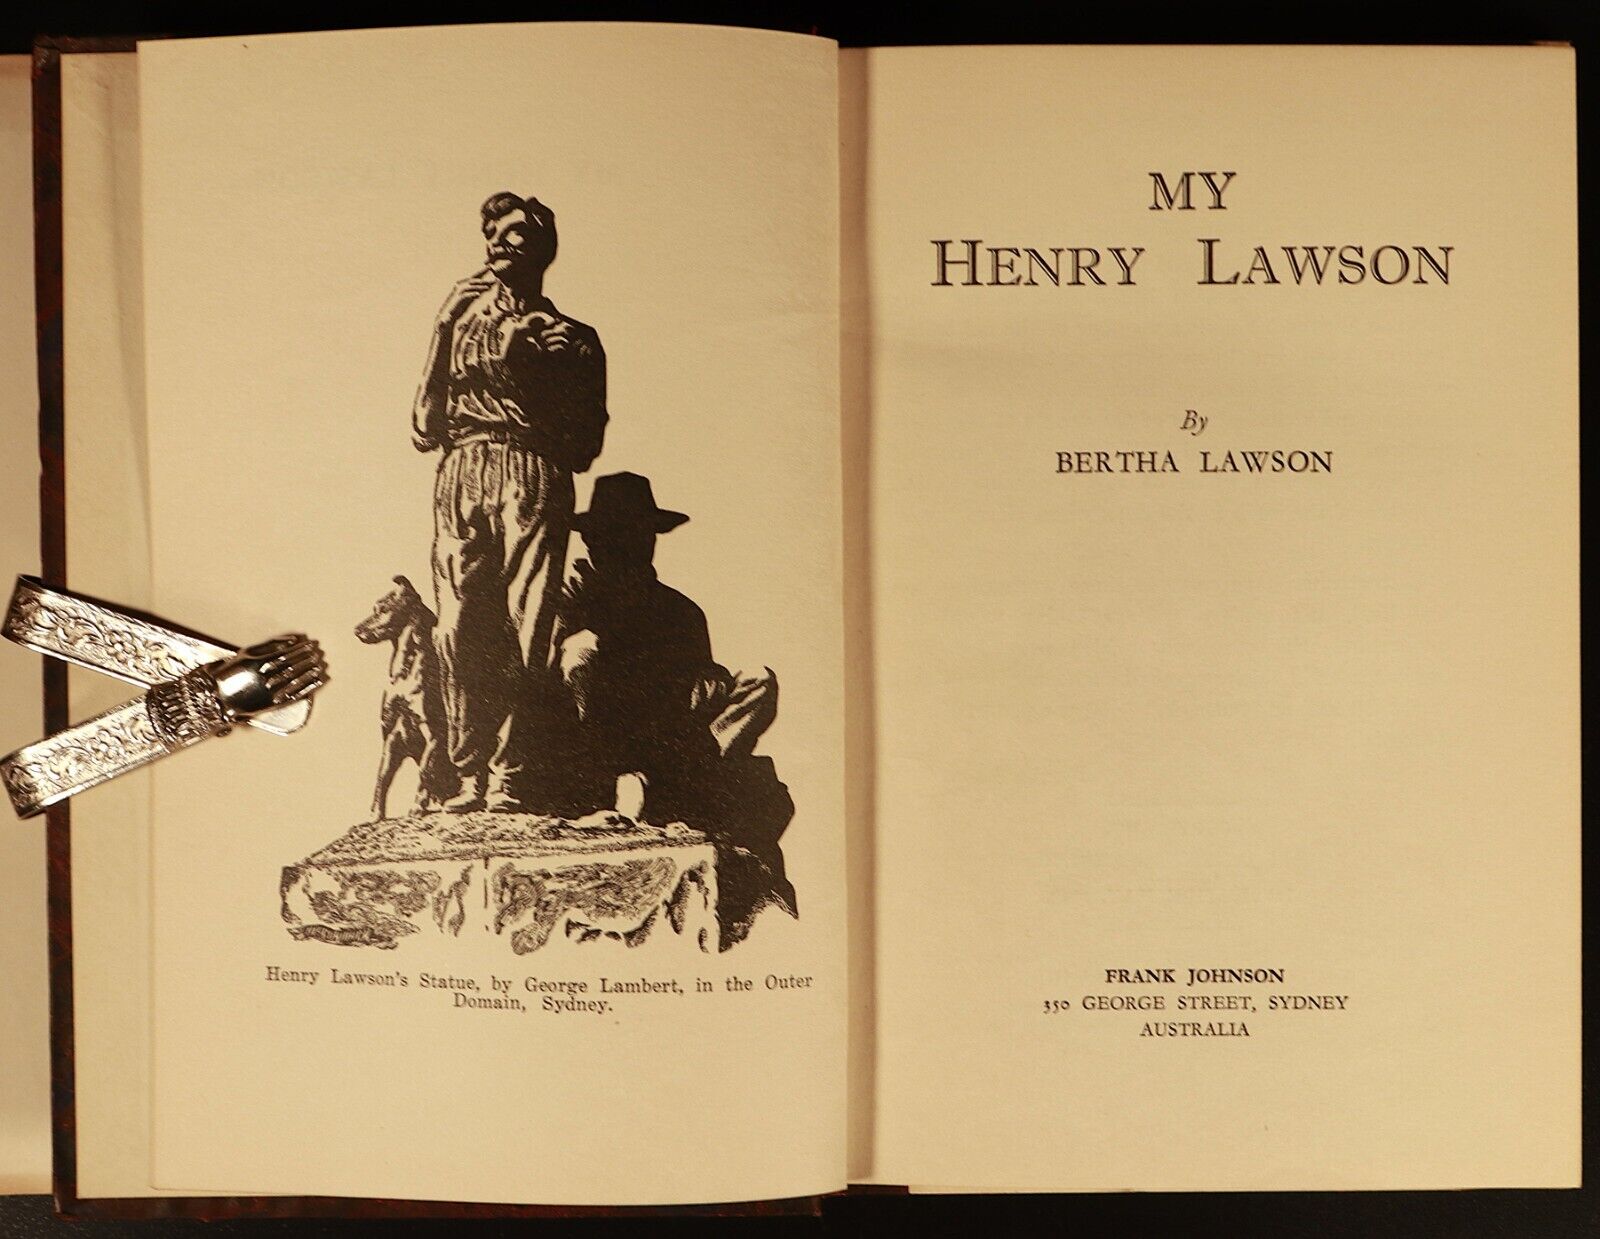 Henry Lawson's Statue, by George Lambert, in the Outer
Domain, Sydney.
MY
HENRY LAWSON
By
BERTHA LAWSON
FRANK JOHNSON
350 GEORGE STREET, SYDNEY
AUSTRALIA